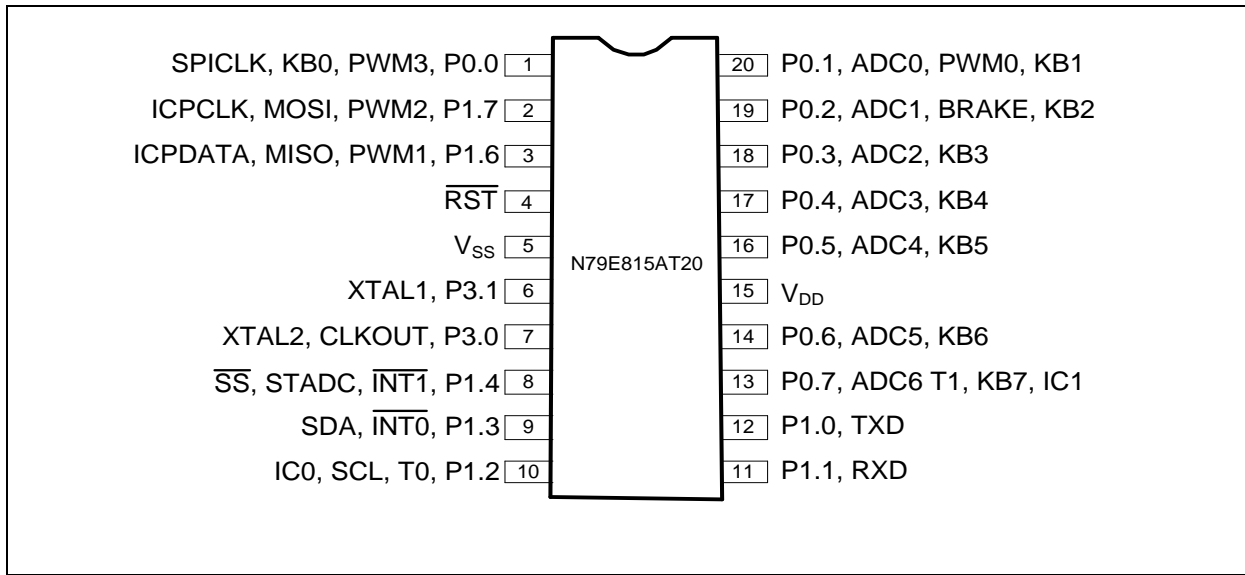 SPICLK, KB0, PWM3, P0.0 1
ICPCLK, MOSI, PWM2, P1.7 2
ICPDATA, MISO, PWM1, P1.6 3
R̅S̅T̅ 4
VSS 5
XTAL1, P3.1 6
XTAL2, CLKOUT, P3.0 7
S̅S̅, STADC, I̅N̅T̅1̅, P1.4 8
SDA, I̅N̅T̅0̅, P1.3 9
IC0, SCL, T0, P1.2 10
N79E815AT20
20 P0.1, ADC0, PWM0, KB1
19 P0.2, ADC1, BRAKE, KB2
18 P0.3, ADC2, KB3
17 P0.4, ADC3, KB4
16 P0.5, ADC4, KB5
15 VDD
14 P0.6, ADC5, KB6
13 P0.7, ADC6 T1, KB7, IC1
12 P1.0, TXD
11 P1.1, RXD